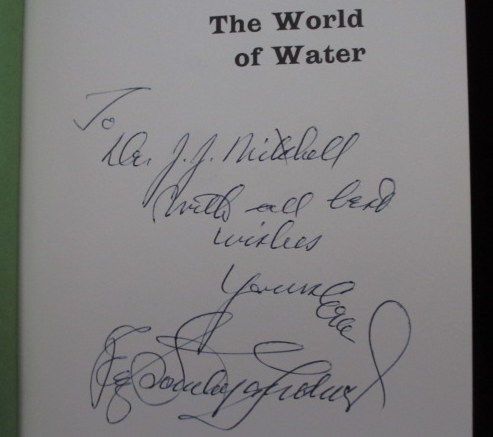 The World
of Water
To
Dr. J. J. Mitchell
With all best
wishes
Yours